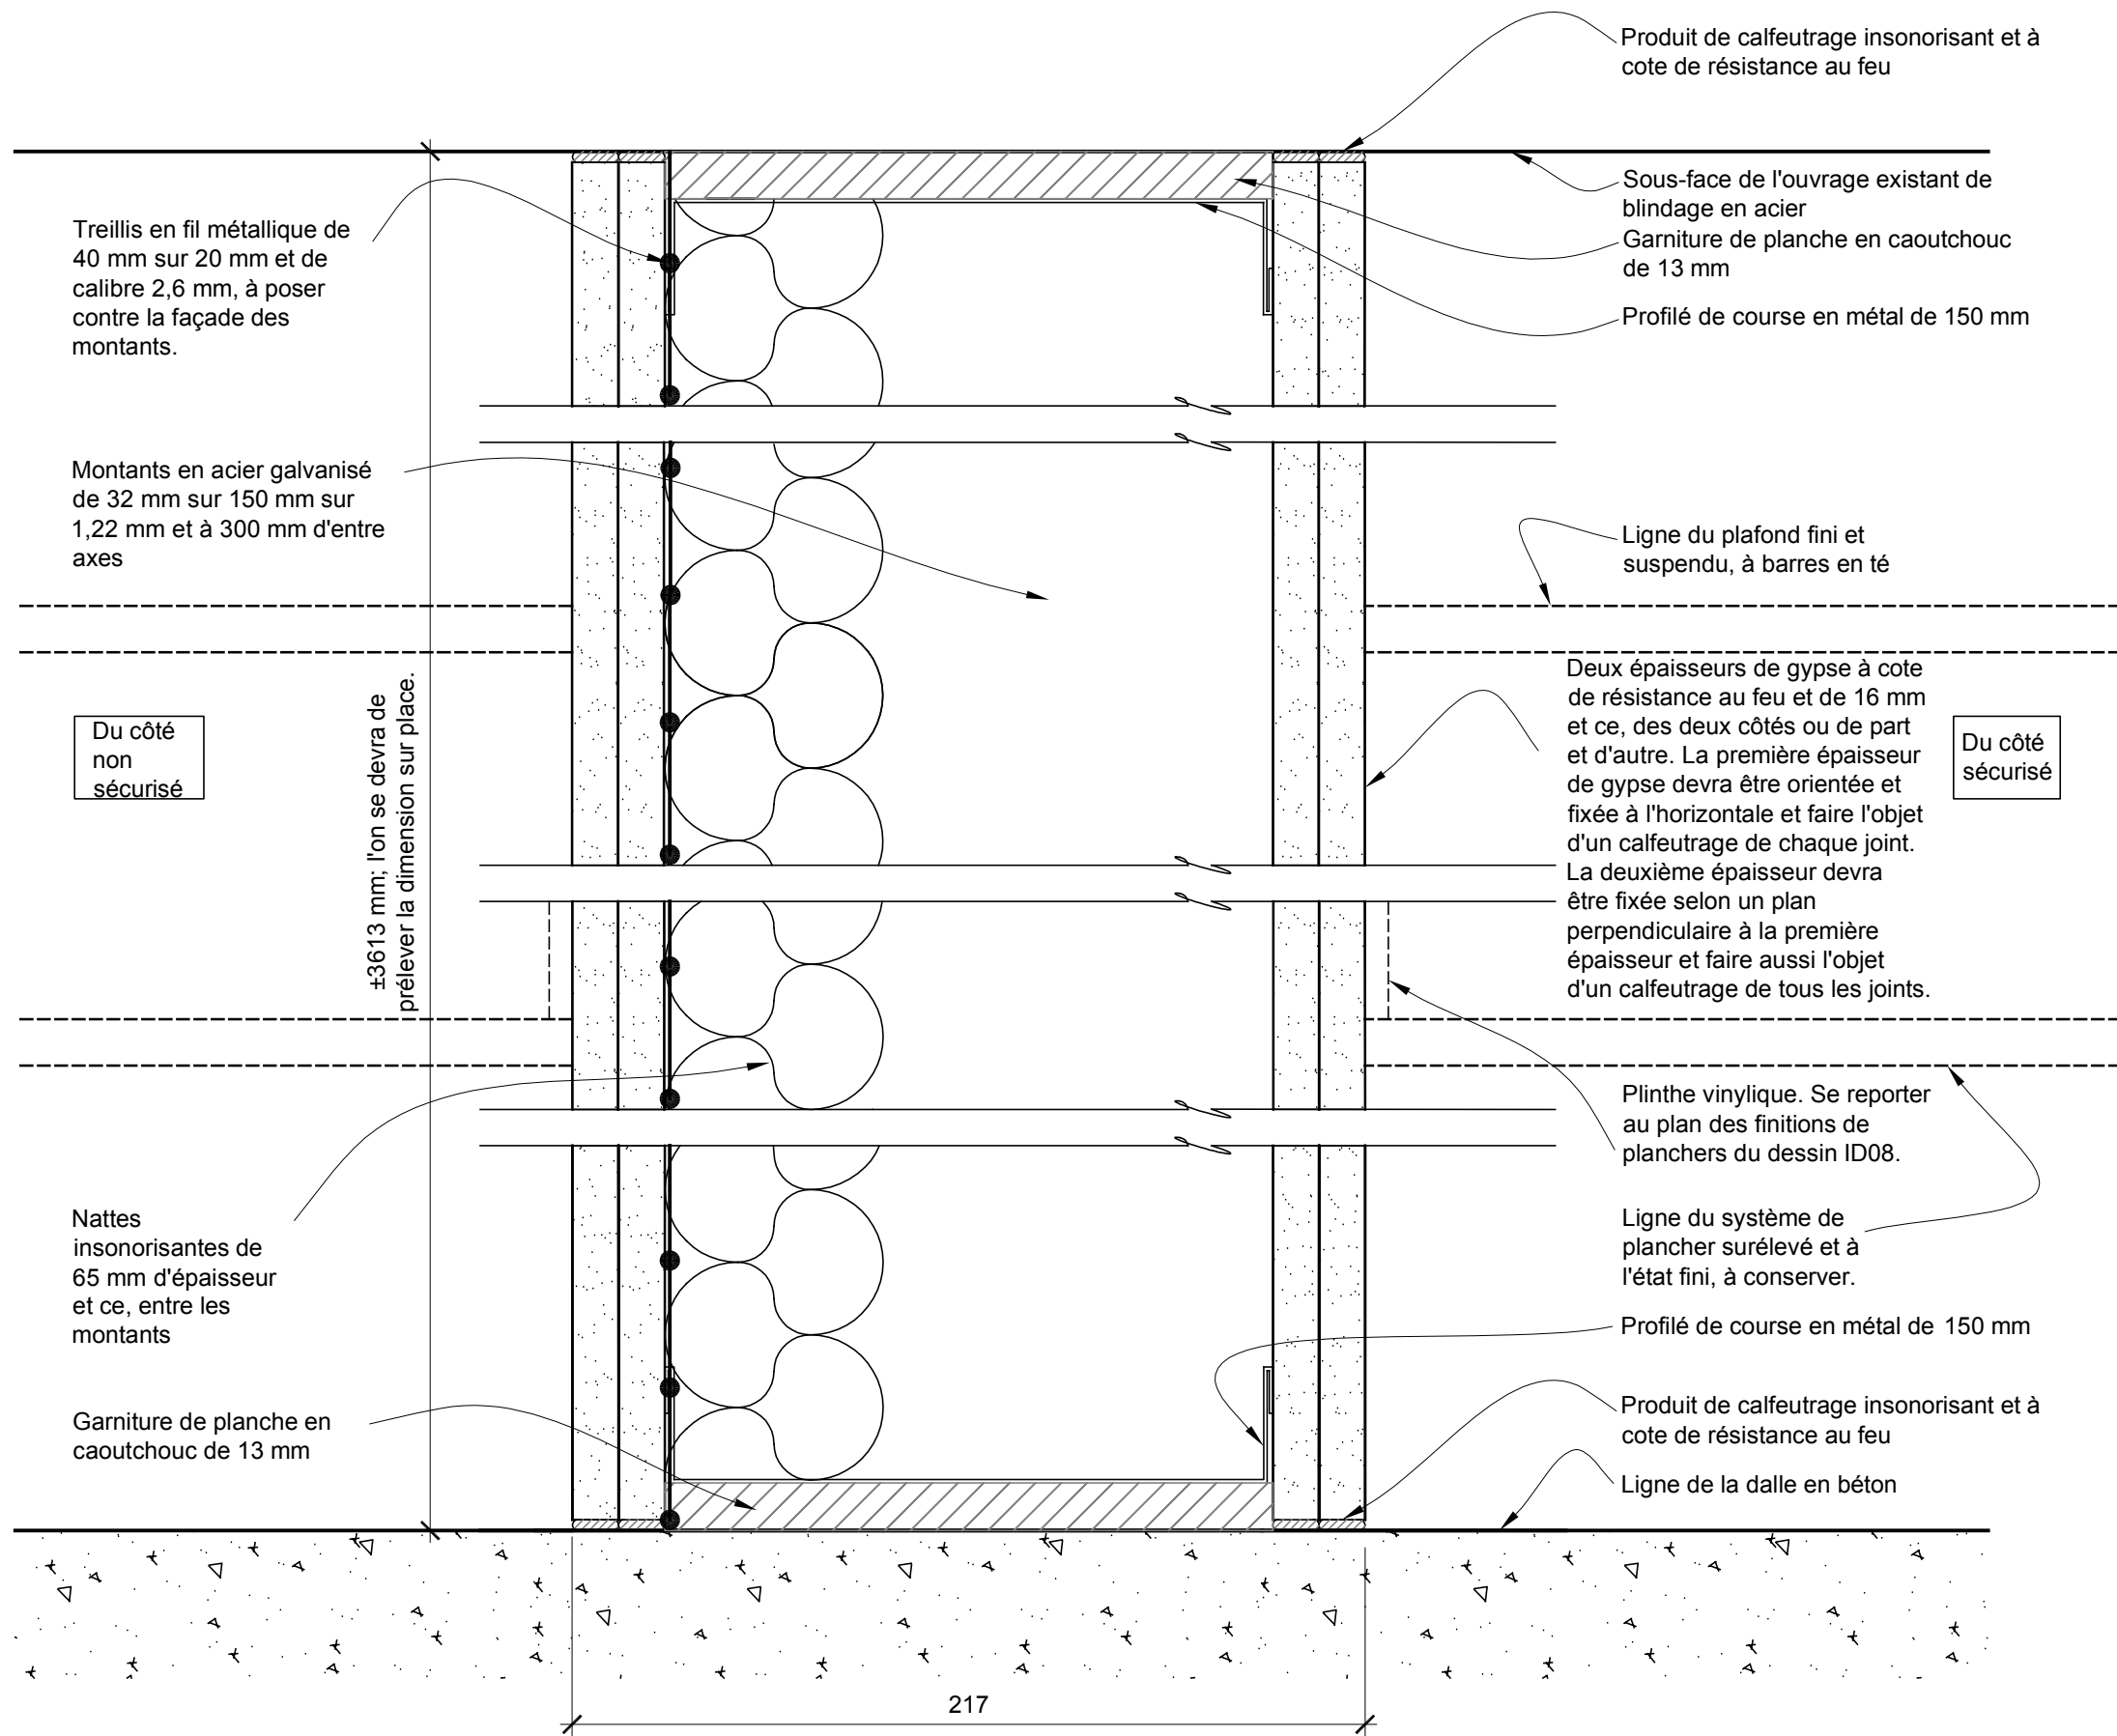 Produit de calfeutrage insonorisant et à
cote de résistance au feu
Sous-face de l'ouvrage existant de
blindage en acier
Garniture de planche en caoutchouc
de 13 mm
Profilé de course en métal de 150 mm
Treillis en fil métallique de
40 mm sur 20 mm et de
calibre 2,6 mm, à poser
contre la façade des
montants.
Montants en acier galvanisé
de 32 mm sur 150 mm sur
1,22 mm et à 300 mm d'entre
axes
Ligne du plafond fini et
suspendu, à barres en té
Du côté
non
sécurisé
±3613 mm; l'on se devra de
prélever la dimension sur place.
Deux épaisseurs de gypse à cote
de résistance au feu et de 16 mm
et ce, des deux côtés ou de part
et d'autre. La première épaisseur
de gypse devra être orientée et
fixée à l'horizontale et faire l'objet
d'un calfeutrage de chaque joint.
La deuxième épaisseur devra
être fixée selon un plan
perpendiculaire à la première
épaisseur et faire aussi l'objet
d'un calfeutrage de tous les joints.
Du côté
sécurisé
Plinthe vinylique. Se reporter
au plan des finitions de
planchers du dessin ID08.
Ligne du système de
plancher surélevé et à
l'état fini, à conserver.
Nattes
insonorisantes de
65 mm d'épaisseur
et ce, entre les
montants
Profilé de course en métal de 150 mm
Garniture de planche en
caoutchouc de 13 mm
Produit de calfeutrage insonorisant et à
cote de résistance au feu
Ligne de la dalle en béton
217